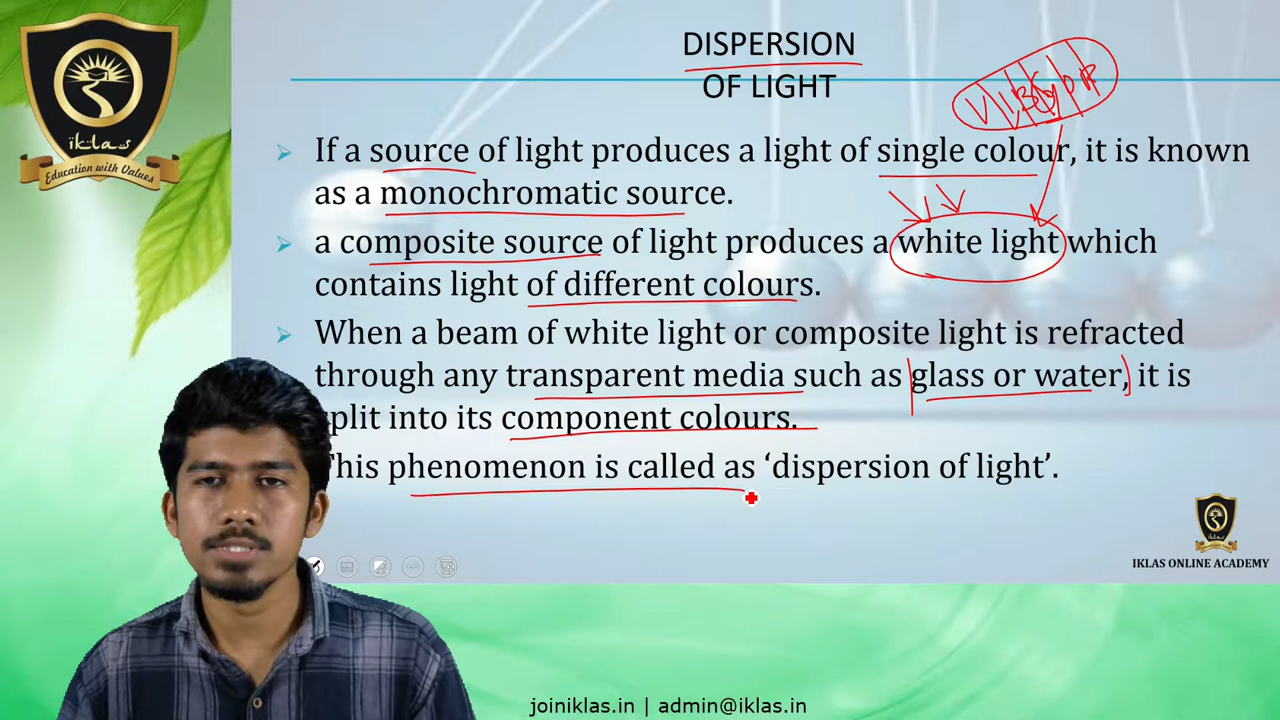 DISPERSION
OF LIGHT
VIBGYOR
If a source of light produces a light of single colour, it is known
as a monochromatic source.
a composite source of light produces a white light which
contains light of different colours.
When a beam of white light or composite light is refracted
through any transparent media such as glass or water, it is
split into its component colours.
This phenomenon is called as ‘dispersion of light’.
iklas
Education with Values
IKLAS ONLINE ACADEMY
joiniklas.in | admin@iklas.in